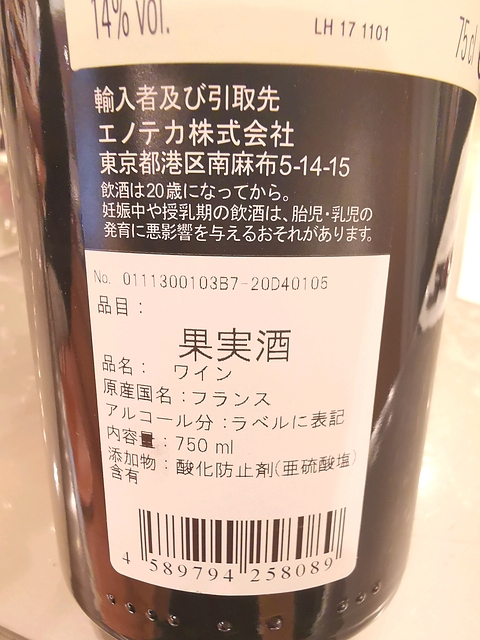 14% vol.
LH 17 1101
75cl
輸入者及び引取先
エノテカ株式会社
東京都港区南麻布5-14-15
飲酒は20歳になってから。
妊娠中や授乳期の飲酒は、胎児・乳児の
発育に悪影響を与えるおそれがあります。
No. 0111300103B7-20D40105
品目：
果実酒
品名： ワイン
原産国名：フランス
アルコール分：ラベルに表記
内容量：750 ml
添加物：酸化防止剤(亜硫酸塩)
含有
4 589794 258089